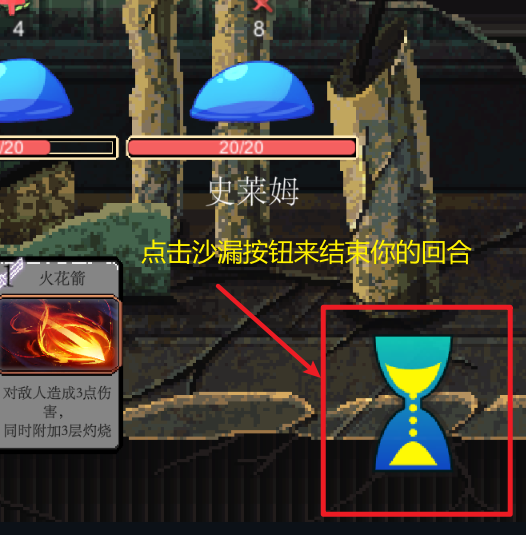 4
8
/20
20/20
史莱姆
点击沙漏按钮来结束你的回合
火花箭
对敌人造成3点伤
害，
同时附加3层灼烧